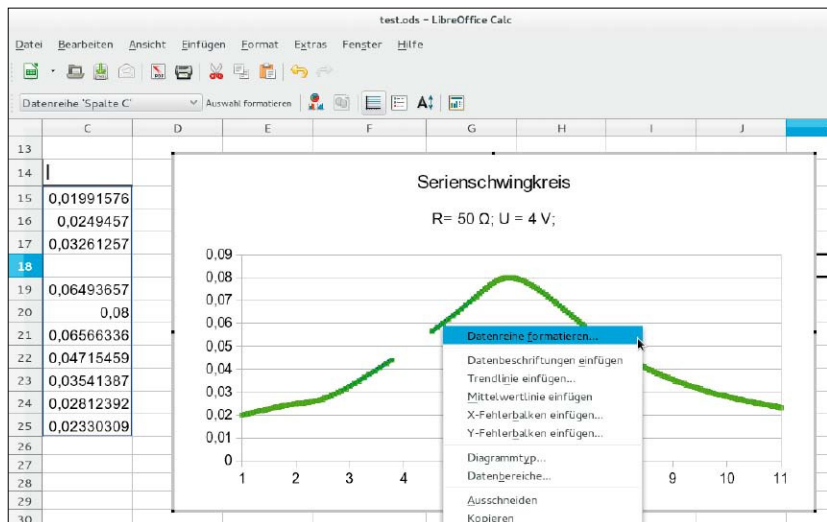 test.ods – LibreOffice Calc
Datei Bearbeiten Ansicht Einfügen Format Extras Fenster Hilfe
Datenreihe 'Spalte C' Auswahl formatieren
C D E F G H I J
13
14
15 0,01991576
16 0,0249457
17 0,03261257
18
19 0,06493657
20 0,08
21 0,06566336
22 0,04715459
23 0,03541387
24 0,02812392
25 0,02330309
26
27
28
29
30
Serienschwingkreis
R= 50 Ω; U = 4 V;
0,09
0,08
0,07
0,06
0,05
0,04
0,03
0,02
0,01
0
1 2 3 4 9 10 11
Datenreihe formatieren...
Datenbeschriftungen einfügen
Trendlinie einfügen...
Mittelwertlinie einfügen
X-Fehlerbalken einfügen...
Y-Fehlerbalken einfügen...
Diagrammtyp...
Datenbereiche...
Ausschneiden
Kopieren